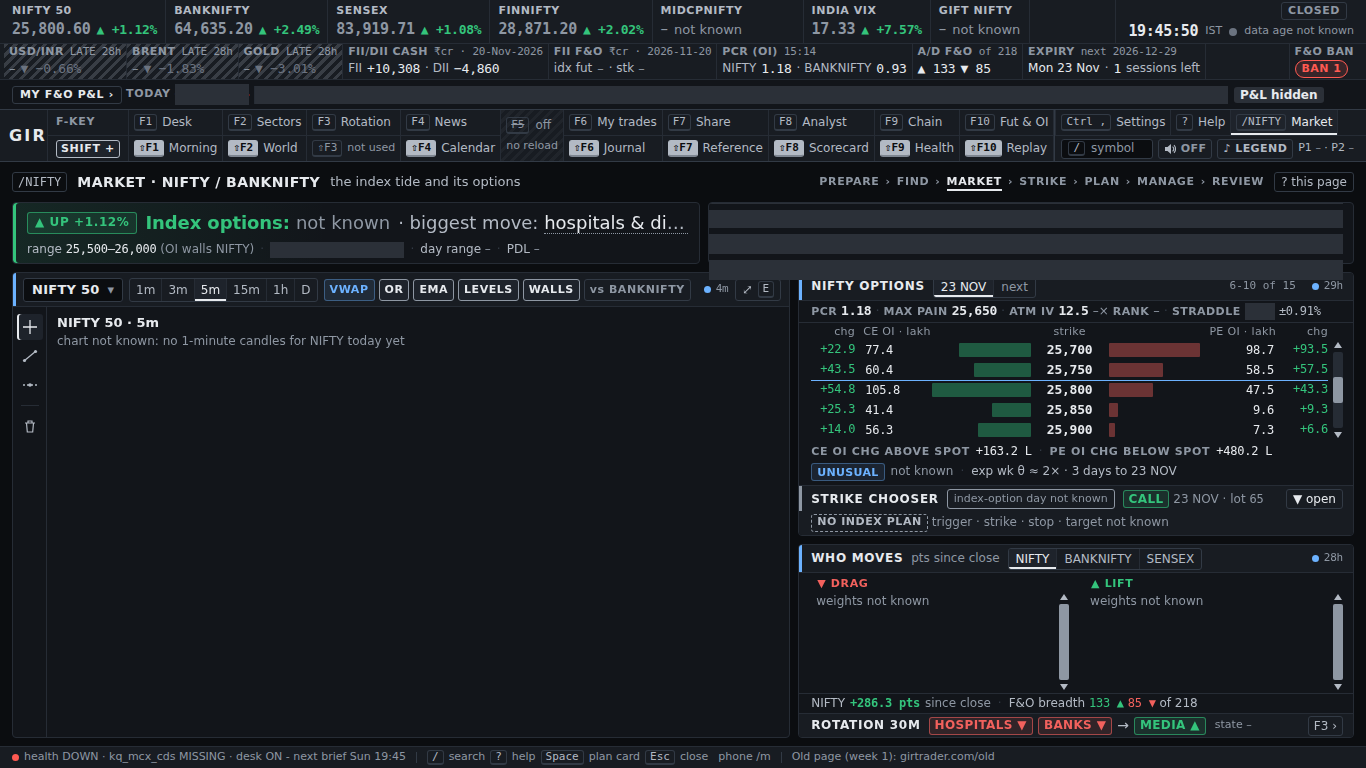 NIFTY 50 BANKNIFTY SENSEX FINNIFTY MIDCPNIFTY INDIA VIX GIFT NIFTY CLOSED
25,800.60 ▲ +1.12% 64,635.20 ▲ +2.49% 83,919.71 ▲ +1.08% 28,871.20 ▲ +2.02% – not known 17.33 ▲ +7.57% – not known 19:45:50 IST ● data age not known
USD/INR LATE 28h BRENT LATE 28h GOLD LATE 28h FII/DII CASH ₹cr · 20-Nov-2026 FII F&O ₹cr · 2026-11-20 PCR (OI) 15:14 A/D F&O of 218 EXPIRY next 2026-12-29 F&O BAN
– ▼ −0.66% – ▼ −1.83% – ▼ −3.01% FII +10,308 · DII −4,860 idx fut – · stk – NIFTY 1.18 · BANKNIFTY 0.93 ▲ 133 ▼ 85 Mon 23 Nov · 1 sessions left BAN 1
MY F&O P&L › TODAY P&L hidden
GIR F-KEY F1 Desk F2 Sectors F3 Rotation F4 News F5 off F6 My trades F7 Share F8 Analyst F9 Chain F10 Fut & OI Ctrl , Settings ? Help /NIFTY Market
SHIFT + ⇧F1 Morning ⇧F2 World ⇧F3 not used ⇧F4 Calendar no reload ⇧F6 Journal ⇧F7 Reference ⇧F8 Scorecard ⇧F9 Health ⇧F10 Replay / symbol OFF ♪ LEGEND P1 – · P2 –
/NIFTY MARKET · NIFTY / BANKNIFTY the index tide and its options PREPARE › FIND › MARKET › STRIKE › PLAN › MANAGE › REVIEW ? this page
▲ UP +1.12% Index options: not known · biggest move: hospitals & di…
range 25,500–26,000 (OI walls NIFTY) · · day range – · PDL –
NIFTY 50 ▾ 1m 3m 5m 15m 1h D VWAP OR EMA LEVELS WALLS vs BANKNIFTY ● 4m ⤢ E
NIFTY 50 · 5m
chart not known: no 1-minute candles for NIFTY today yet
NIFTY OPTIONS 23 NOV next 6-10 of 15 ● 29h
PCR 1.18 · MAX PAIN 25,650 · ATM IV 12.5 –× RANK – · STRADDLE ±0.91%
chg CE OI · lakh strike PE OI · lakh chg
+22.9 77.4 25,700 98.7 +93.5
+43.5 60.4 25,750 58.5 +57.5
+54.8 105.8 25,800 47.5 +43.3
+25.3 41.4 25,850 9.6 +9.3
+14.0 56.3 25,900 7.3 +6.6
CE OI CHG ABOVE SPOT +163.2 L · PE OI CHG BELOW SPOT +480.2 L
UNUSUAL not known · exp wk θ ≈ 2× · 3 days to 23 NOV
STRIKE CHOOSER index-option day not known CALL 23 NOV · lot 65 ▼ open
NO INDEX PLAN trigger · strike · stop · target not known
WHO MOVES pts since close NIFTY BANKNIFTY SENSEX ● 28h
▼ DRAG ▲ LIFT
weights not known weights not known
NIFTY +286.3 pts since close · F&O breadth 133 ▲ 85 ▼ of 218
ROTATION 30M HOSPITALS ▼ BANKS ▼ → MEDIA ▲ state – F3 ›
● health DOWN · kq_mcx_cds MISSING · desk ON - next brief Sun 19:45 / search ? help Space plan card Esc close phone /m Old page (week 1): girtrader.com/old